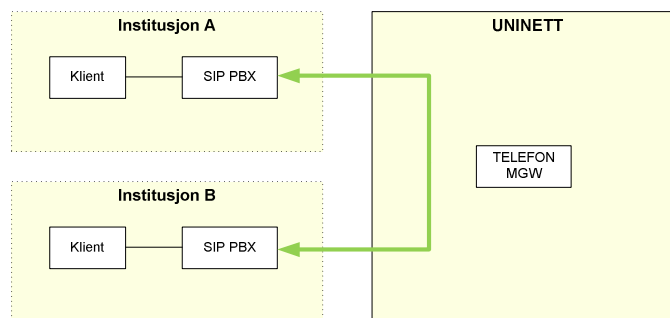 Institusjon A
Klient
SIP PBX
UNINETT
TELEFON
MGW
Institusjon B
Klient
SIP PBX